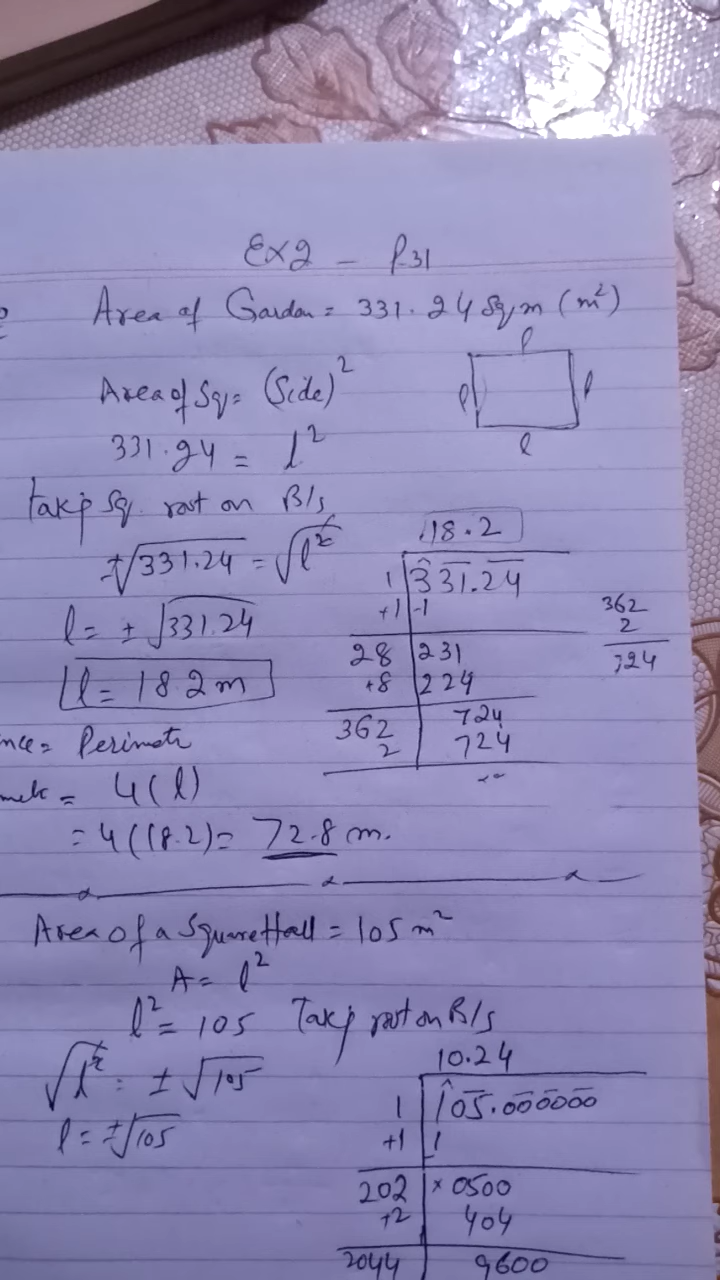 Ex2 - P.31
Area of Garden = 331.24 Sq.m (m²)
l
Area of Sq = (Side)²
l l
331.24 = l²
l
Takg Sq. root on B/s
18.2
±√331.24 = √l²
1 331.24
+1 -1
362
2
724
l = ± √331.24
28 231
+8 224
l = 18.2 m
362 724
2 724
nce = Perimetr
= 4(l)
= 4(18.2) = 72.8 m.
Area of a Square Hall = 105 m²
A = l²
l² = 105 Takg root on B/s
10.24
√l² = ± √105
1 105.000000
+1 1
l = ±√105
202 × 0500
+2 404
2044 9600